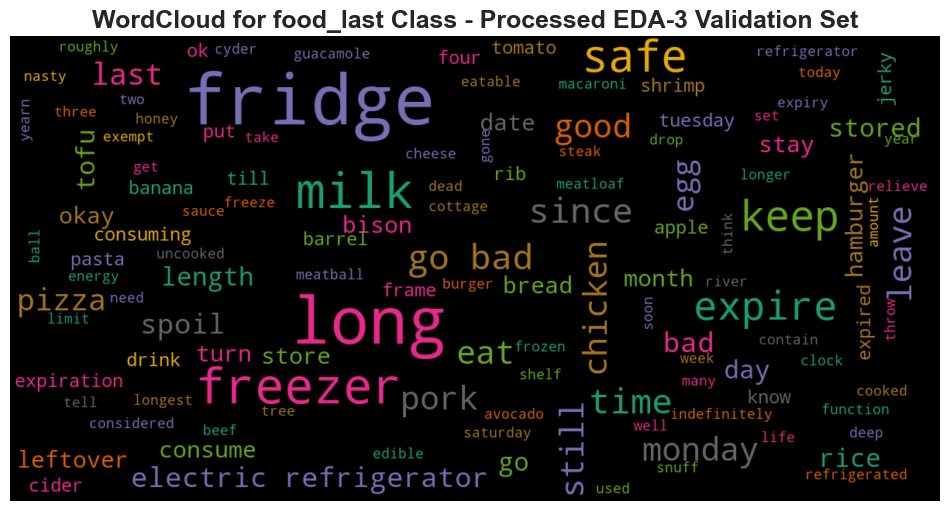 WordCloud for food_last Class - Processed EDA-3 Validation Set
roughly
ok
cyder
guacamole
four
tomato
safe
refrigerator
nasty
last
fridge
eatable
macaroni
shrimp
today
jerky
yearn
two
three
honey
exempt
put
take
date
gone
good
steak
tuesday
drop
expiry
set
stay
stored
year
tofu
get
banana
till
freeze
sauce
milk
cheese
dead
cottage
rib
meatloaf
egg
longer
relieve
okay
consuming
bison
barrel
since
apple
think
keep
hamburger
amount
leave
ball
pasta
uncooked
energy
need
length
meatball
go bad
burger
frame
bread
chicken
month
river
pizza
limit
spoil
long
soon
expire
expired
throw
drink
turn
store
eat
frozen
shelf
bad
week
contain
clock
expiration
tell
longest
freezer
tree
pork
many
day
know
cooked
considered
beef
avocado
saturday
time
indefinitely
well
life
function
deep
leftover
consume
edible
go
still
monday
snuff
rice
refrigerated
cider
electric refrigerator
used